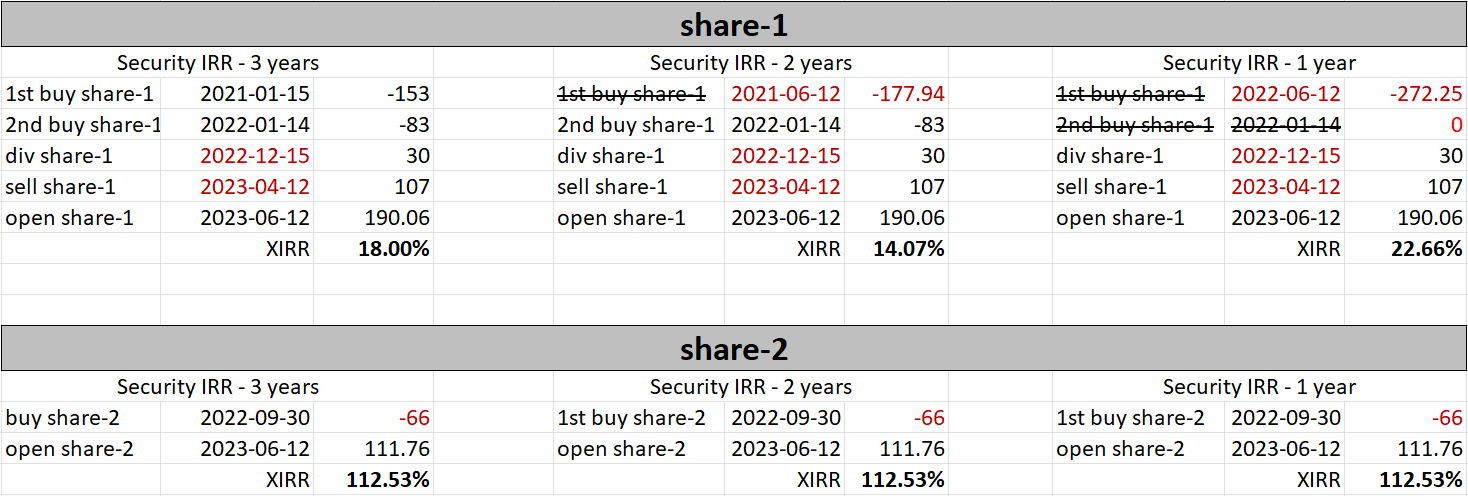 share-1
Security IRR - 3 years Security IRR - 2 years Security IRR - 1 year
1st buy share-1 2021-01-15 -153 1st buy share-1 2021-06-12 -177.94 1st buy share-1 2022-06-12 -272.25
2nd buy share-1 2022-01-14 -83 2nd buy share-1 2022-01-14 -83 2nd buy share-1 2022-01-14 0
div share-1 2022-12-15 30 div share-1 2022-12-15 30 div share-1 2022-12-15 30
sell share-1 2023-04-12 107 sell share-1 2023-04-12 107 sell share-1 2023-04-12 107
open share-1 2023-06-12 190.06 open share-1 2023-06-12 190.06 open share-1 2023-06-12 190.06
XIRR 18.00% XIRR 14.07% XIRR 22.66%
share-2
Security IRR - 3 years Security IRR - 2 years Security IRR - 1 year
buy share-2 2022-09-30 -66 1st buy share-2 2022-09-30 -66 1st buy share-2 2022-09-30 -66
open share-2 2023-06-12 111.76 open share-2 2023-06-12 111.76 open share-2 2023-06-12 111.76
XIRR 112.53% XIRR 112.53% XIRR 112.53%